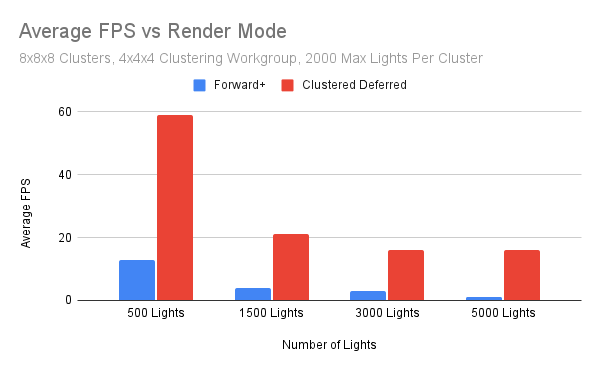 Average FPS vs Render Mode
8x8x8 Clusters, 4x4x4 Clustering Workgroup, 2000 Max Lights Per Cluster
Forward+ Clustered Deferred
60
40
20
0
Average FPS
500 Lights 1500 Lights 3000 Lights 5000 Lights
Number of Lights